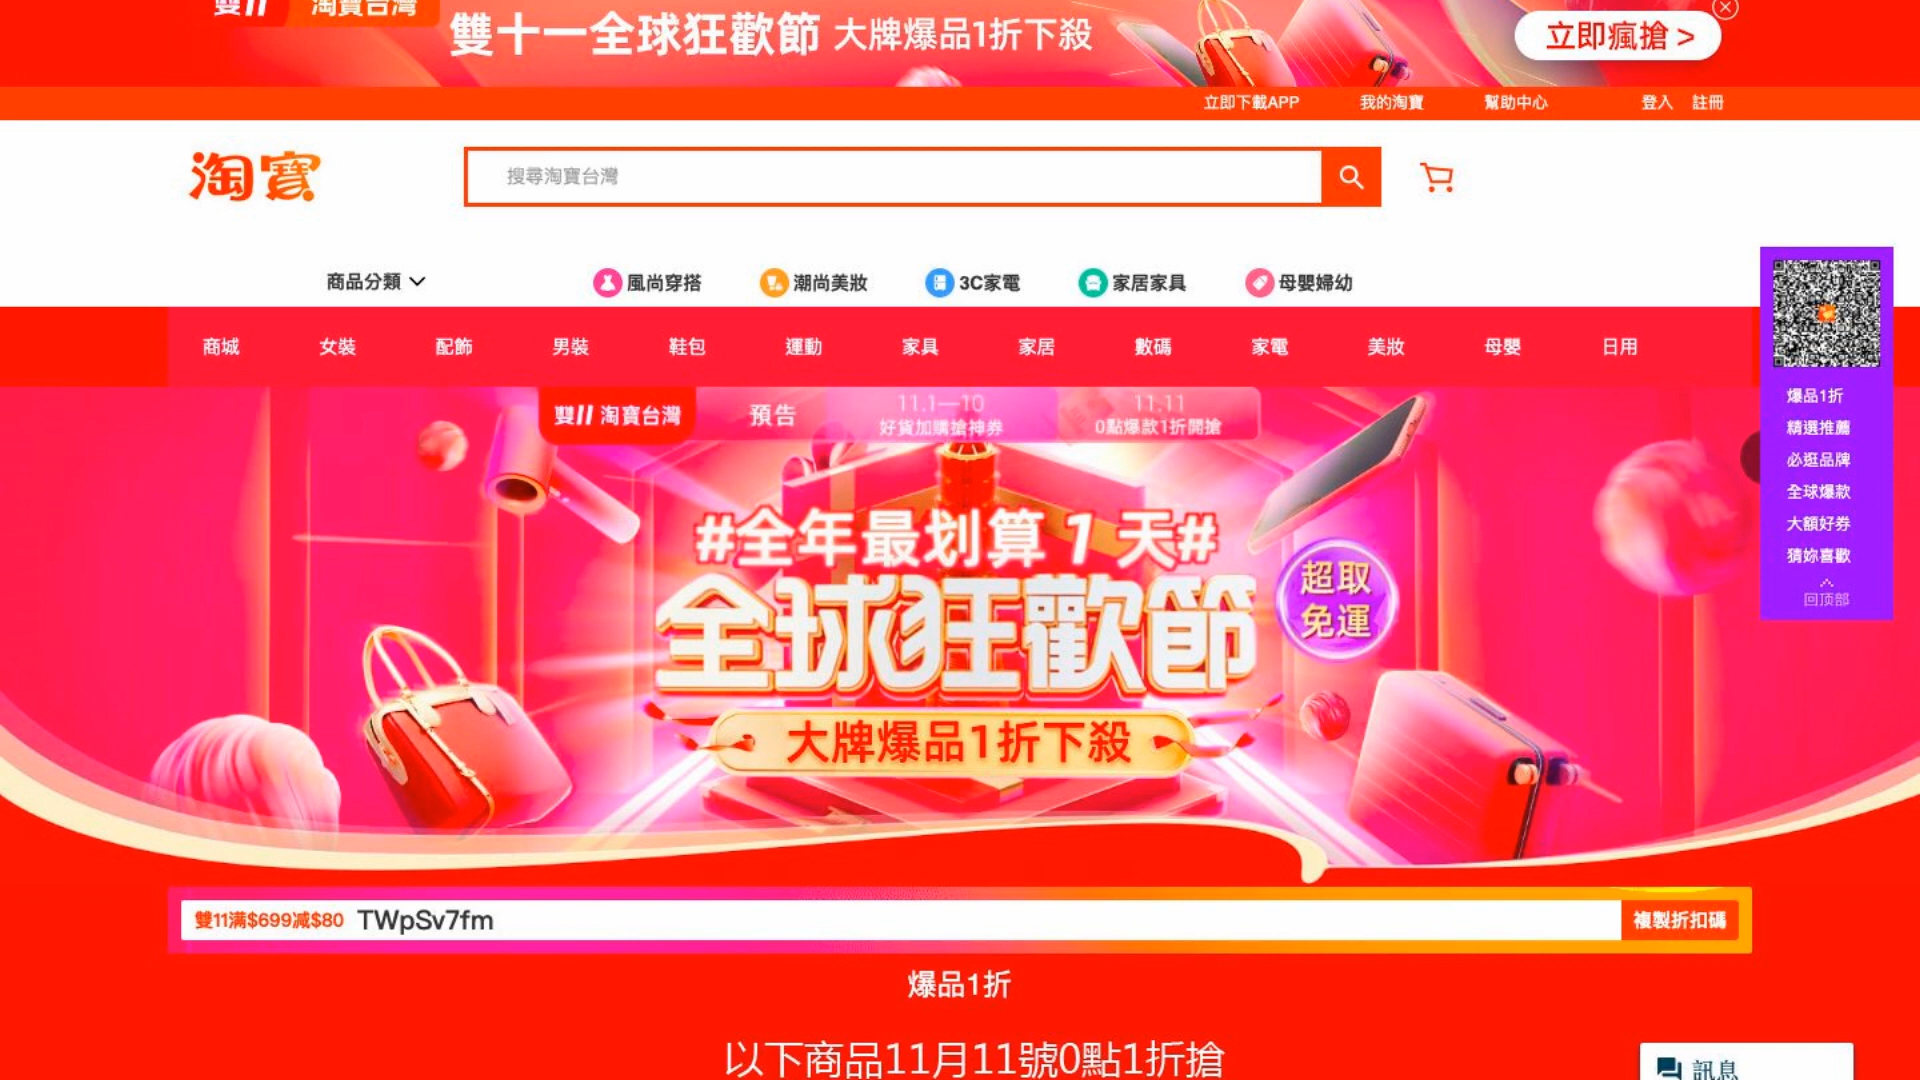 雙11 淘寶台灣
雙十一全球狂歡節 大牌爆品1折下殺
立即瘋搶 >
立即下載APP 我的淘寶 幫助中心 登入 註冊
淘寶
搜尋淘寶台灣
商品分類 風尚穿搭 潮尚美妝 3C家電 家居家具 母嬰婦幼
商城 女裝 配飾 男裝 鞋包 運動 家具 家居 數碼 家電 美妝 母嬰 日用
雙11 淘寶台灣 預告
11.1—10
好貨加購搶神券
11.11
0點爆款1折開搶
#全年最划算1天#
全球狂歡節
超取
免運
大牌爆品1折下殺
爆品1折
精選推薦
必逛品牌
全球爆款
大額好券
猜妳喜歡
回顶部
雙11满$699减$80 TWpSv7fm 複製折扣碼
爆品1折
以下商品11月11號0點1折搶
訊息